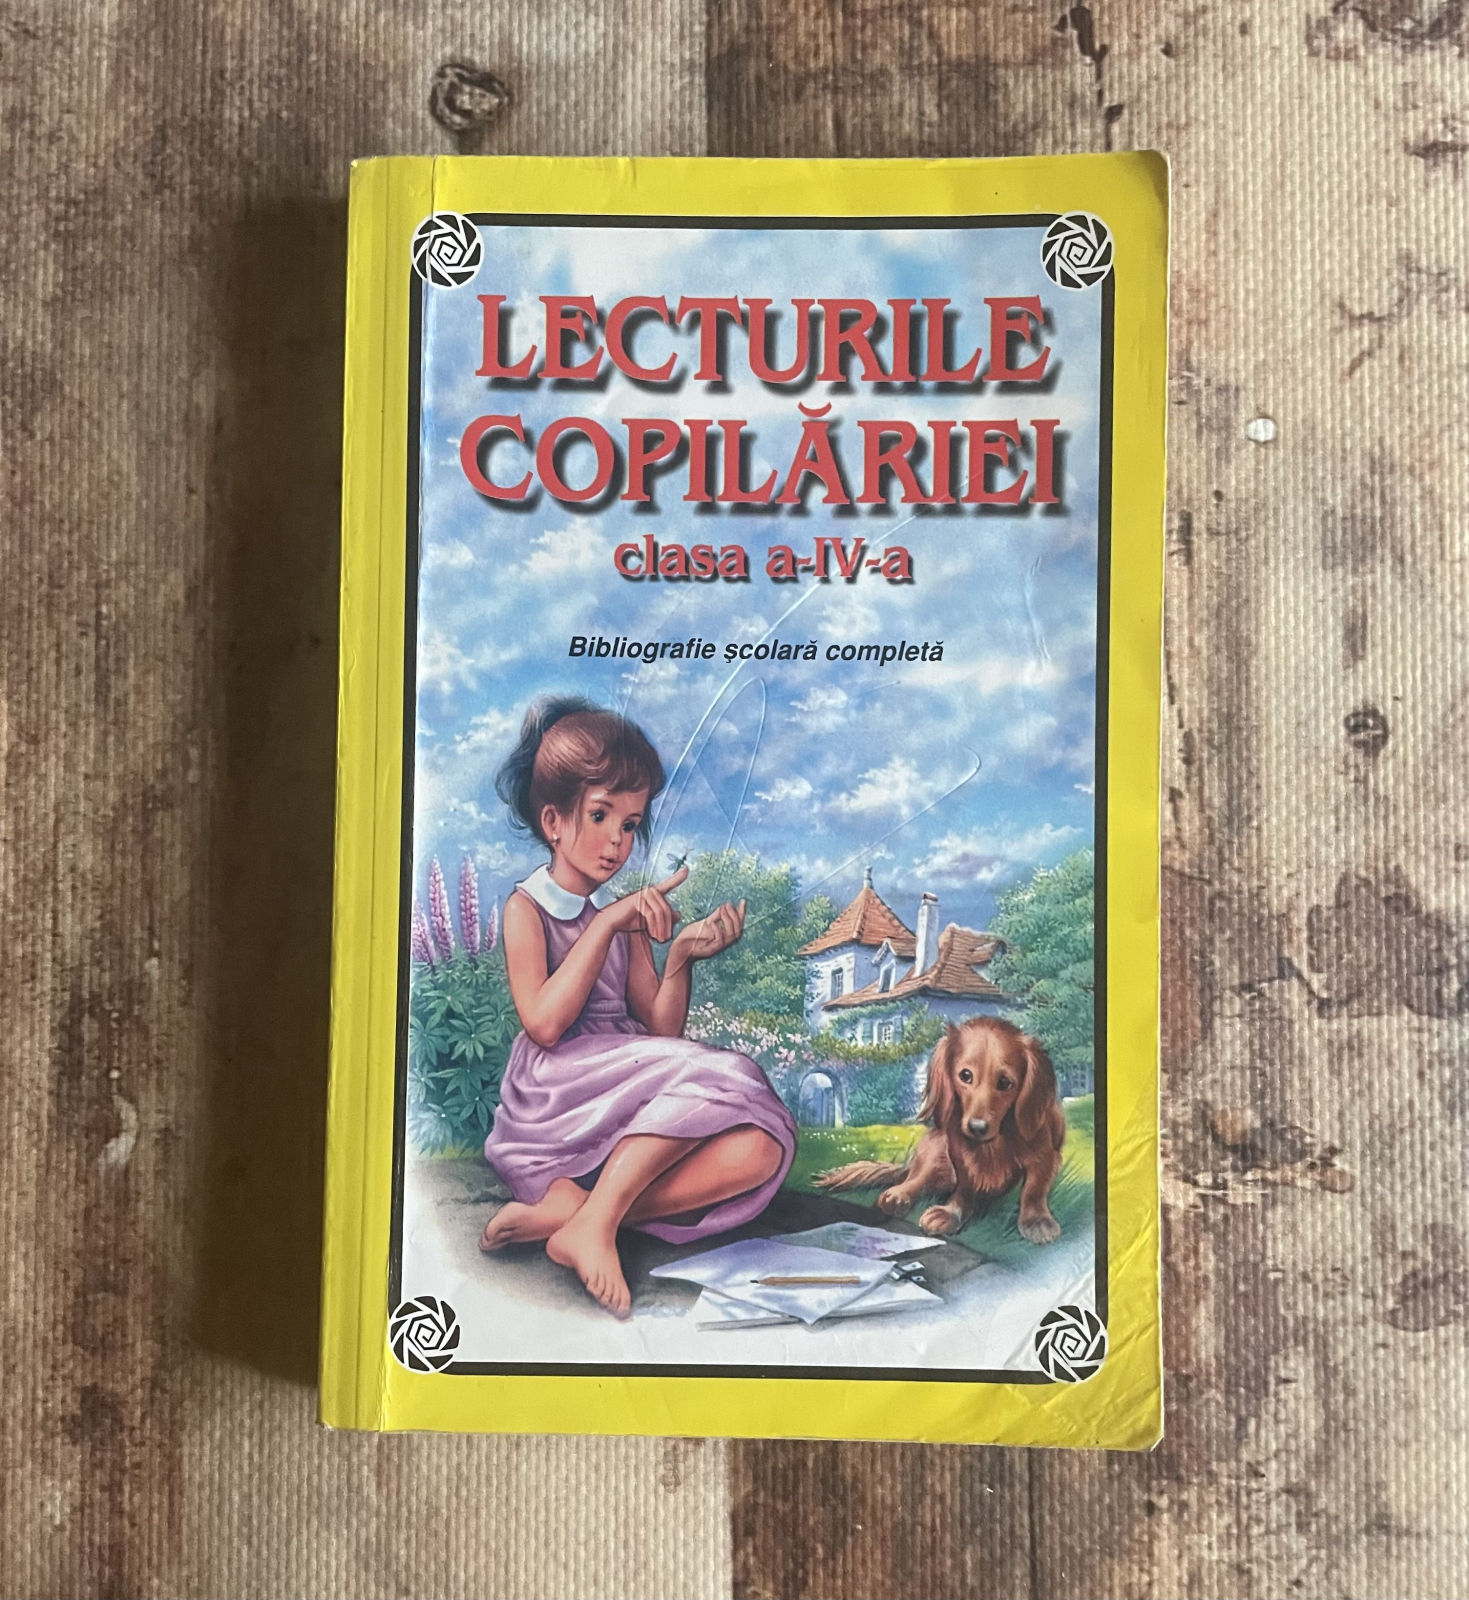 LECTURILE
COPILĂRIEI
clasa a-IV-a
Bibliografie şcolară completă